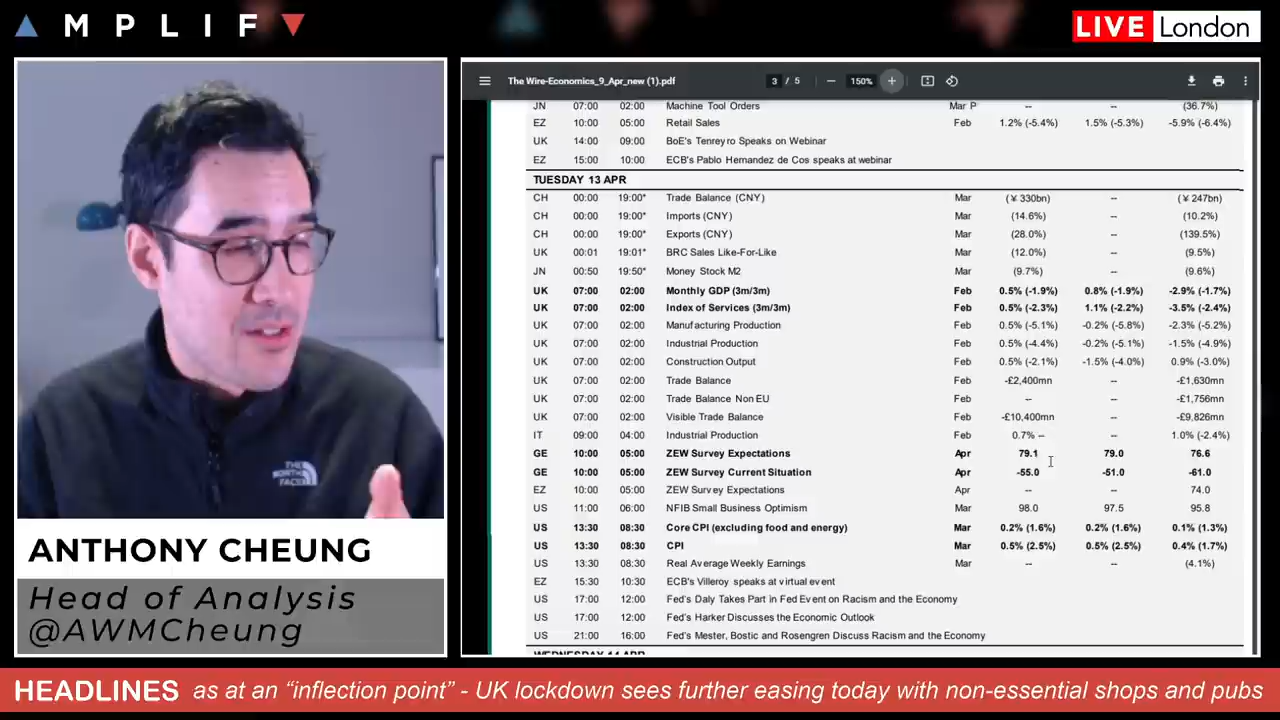 AMPLIFY
LIVE London
The Wire-Economics_9_Apr_new (1).pdf 3 / 5 150%
JN 07:00 02:00 Machine Tool Orders Mar P -- -- (36.7%)
EZ 10:00 05:00 Retail Sales Feb 1.2% (-5.4%) 1.5% (-5.3%) -5.9% (-6.4%)
UK 14:00 09:00 BoE's Tenreyro Speaks on Webinar
EZ 15:00 10:00 ECB's Pablo Hernandez de Cos speaks at webinar
TUESDAY 13 APR
CH 00:00 19:00* Trade Balance (CNY) Mar (¥ 330bn) -- (¥ 247bn)
CH 00:00 19:00* Imports (CNY) Mar (14.6%) -- (10.2%)
CH 00:00 19:00* Exports (CNY) Mar (28.0%) -- (139.5%)
UK 00:01 19:01* BRC Sales Like-For-Like Mar (12.0%) -- (9.5%)
JN 00:50 19:50* Money Stock M2 Mar (9.7%) -- (9.6%)
UK 07:00 02:00 Monthly GDP (3m/3m) Feb 0.5% (-1.9%) 0.8% (-1.9%) -2.9% (-1.7%)
UK 07:00 02:00 Index of Services (3m/3m) Feb 0.5% (-2.3%) 1.1% (-2.2%) -3.5% (-2.4%)
UK 07:00 02:00 Manufacturing Production Feb 0.5% (-5.1%) -0.2% (-5.8%) -2.3% (-5.2%)
UK 07:00 02:00 Industrial Production Feb 0.5% (-4.4%) -0.2% (-5.1%) -1.5% (-4.9%)
UK 07:00 02:00 Construction Output Feb 0.5% (-2.1%) -1.5% (-4.0%) 0.9% (-3.0%)
UK 07:00 02:00 Trade Balance Feb -£2,400mn -- -£1,630mn
UK 07:00 02:00 Trade Balance Non EU Feb -- -- -£1,756mn
UK 07:00 02:00 Visible Trade Balance Feb -£10,400mn -- -£9,826mn
IT 09:00 04:00 Industrial Production Feb 0.7% -- -- 1.0% (-2.4%)
GE 10:00 05:00 ZEW Survey Expectations Apr 79.1 79.0 76.6
GE 10:00 05:00 ZEW Survey Current Situation Apr -55.0 -51.0 -61.0
EZ 10:00 05:00 ZEW Survey Expectations Apr -- -- 74.0
US 11:00 06:00 NFIB Small Business Optimism Mar 98.0 97.5 95.8
US 13:30 08:30 Core CPI (excluding food and energy) Mar 0.2% (1.6%) 0.2% (1.6%) 0.1% (1.3%)
US 13:30 08:30 CPI Mar 0.5% (2.5%) 0.5% (2.5%) 0.4% (1.7%)
US 13:30 08:30 Real Average Weekly Earnings Mar -- -- (4.1%)
EZ 15:30 10:30 ECB's Villeroy speaks at virtual event
US 17:00 12:00 Fed's Daly Takes Part in Fed Event on Racism and the Economy
US 17:00 12:00 Fed's Harker Discusses the Economic Outlook
US 21:00 16:00 Fed's Mester, Bostic and Rosengren Discuss Racism and the Economy
WEDNESDAY 14 APR
THE NORTH FACE
ANTHONY CHEUNG
Head of Analysis
@AWMCheung
HEADLINES as at an “inflection point” - UK lockdown sees further easing today with non-essential shops and pubs